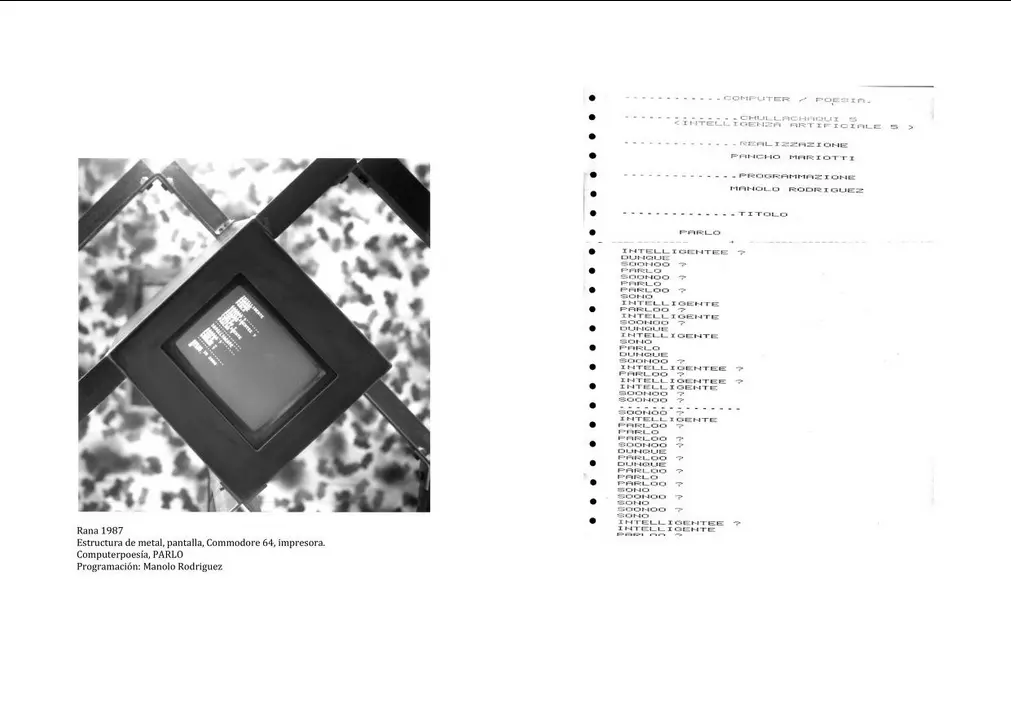 Rana 1987
Estructura de metal, pantalla, Commodore 64, impresora.
Computerpoesía, PARLO
Programación: Manolo Rodriguez
------------COMPUTER / POESIA.
--------------CHULLACHAQUI 5
<INTELLIGENZA ARTIFICIALE 5 >
--------------REALIZZAZIONE
PANCHO MARIOTTI
--------------PROGRAMMAZIONE
MANOLO RODRIGUEZ
--------------TITOLO
PARLO
INTELLIGENTEE ?
DUNQUE
SOONOO ?
PARLO
SOONOO ?
PARLO
PARLOO ?
SONO
INTELLIGENTE
PARLOO ?
INTELLIGENTE
SOONOO ?
DUNQUE
INTELLIGENTE
SONO
PARLO
DUNQUE
SOONOO ?
INTELLIGENTEE ?
PARLOO ?
INTELLIGENTEE ?
INTELLIGENTE
SOONOO ?
SOONOO ?
---------------
SOONOO ?
INTELLIGENTE
PARLOO ?
PARLO
PARLOO ?
SOONOO ?
DUNQUE
PARLOO ?
DUNQUE
PARLOO ?
PARLO
PARLOO ?
SONO
SOONOO ?
SONO
SOONOO ?
SONO
INTELLIGENTEE ?
INTELLIGENTE
PARLOO ?